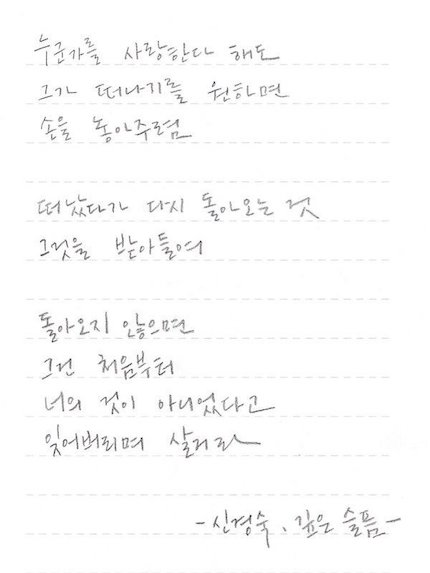 누군가를 사랑한다 해도
그가 떠나기를 원하면
손을 놓아주렴
떠났다가 다시 돌아오는 것
그것을 받아들여
돌아오지 않으면
그건 처음부터
너의 것이 아니었다고
잊어버리며 살거라
-신경숙, 깊은 슬픔-